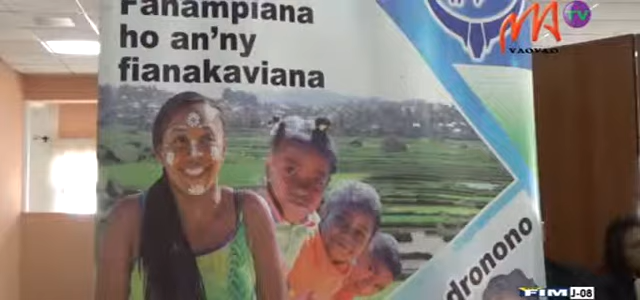 Fanampiana
ho an'ny
fianakaviana
MA TV
VAOVAO
dronono
FIM J-08